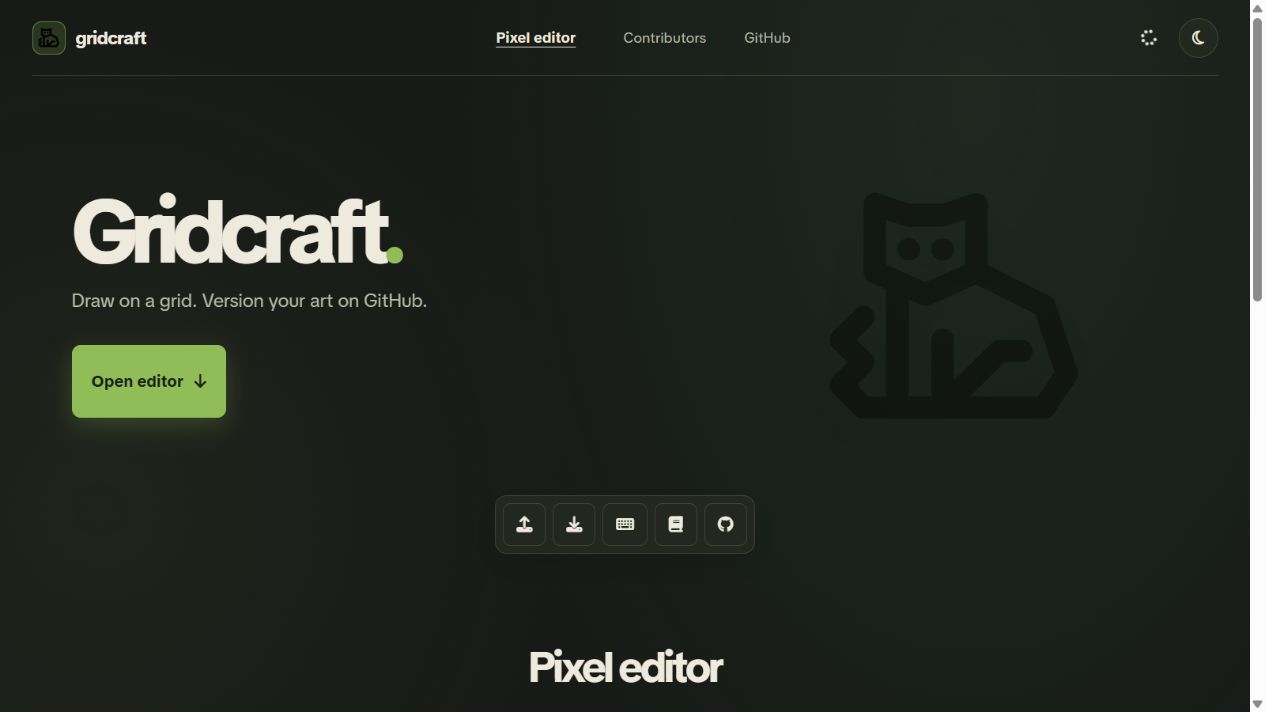 gridcraft
Pixel editor
Contributors
GitHub
Gridcraft.
Draw on a grid. Version your art on GitHub.
Open editor ↓
Pixel editor